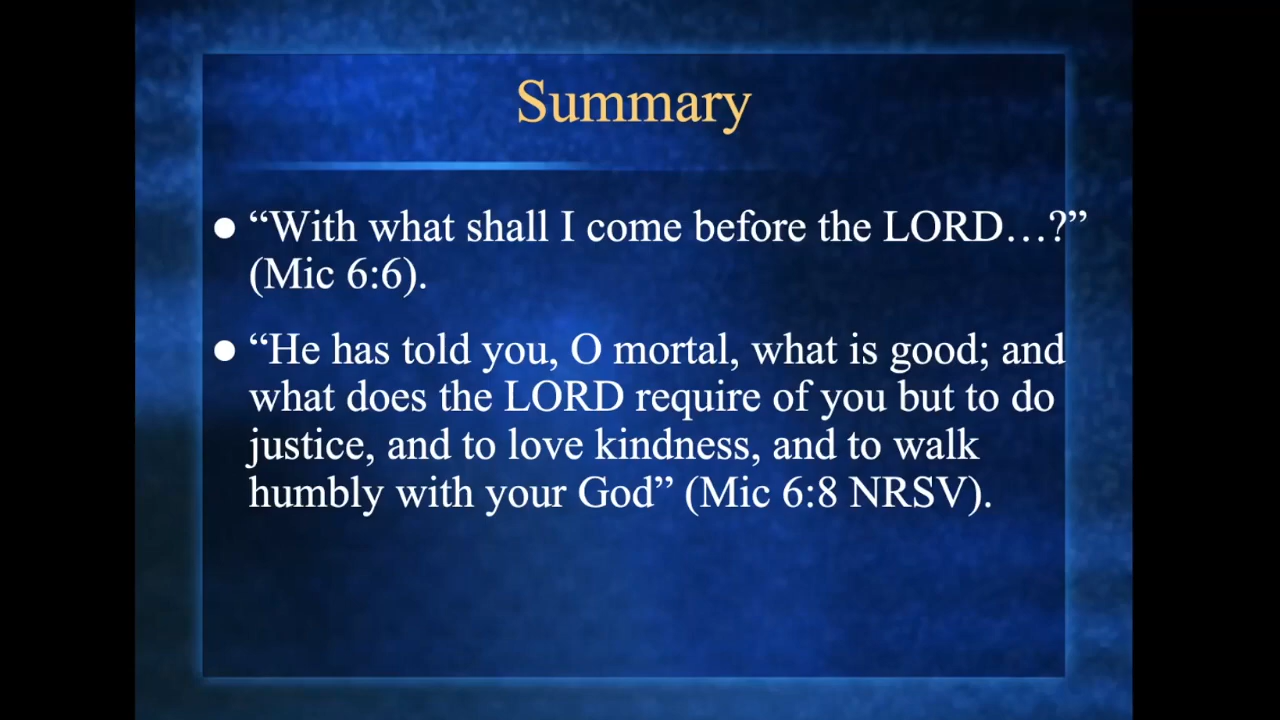 Summary
● “With what shall I come before the LORD…?”
(Mic 6:6).
● “He has told you, O mortal, what is good; and
what does the LORD require of you but to do
justice, and to love kindness, and to walk
humbly with your God” (Mic 6:8 NRSV).